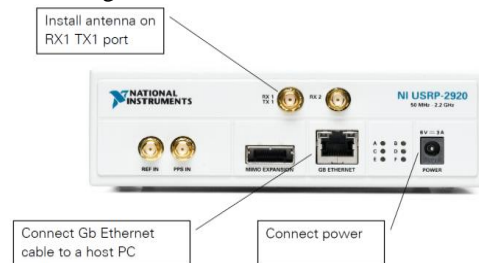 Install antenna on
RX1 TX1 port
NATIONAL
INSTRUMENTS
RX 1
TX 1
RX 2
NI USRP-2920
50 MHz - 2.2 GHz
6V ⎓ 3A
A B
C D
E F
REF IN
PPS IN
MIMO EXPANSION
GB ETHERNET
POWER
Connect Gb Ethernet
cable to a host PC
Connect power